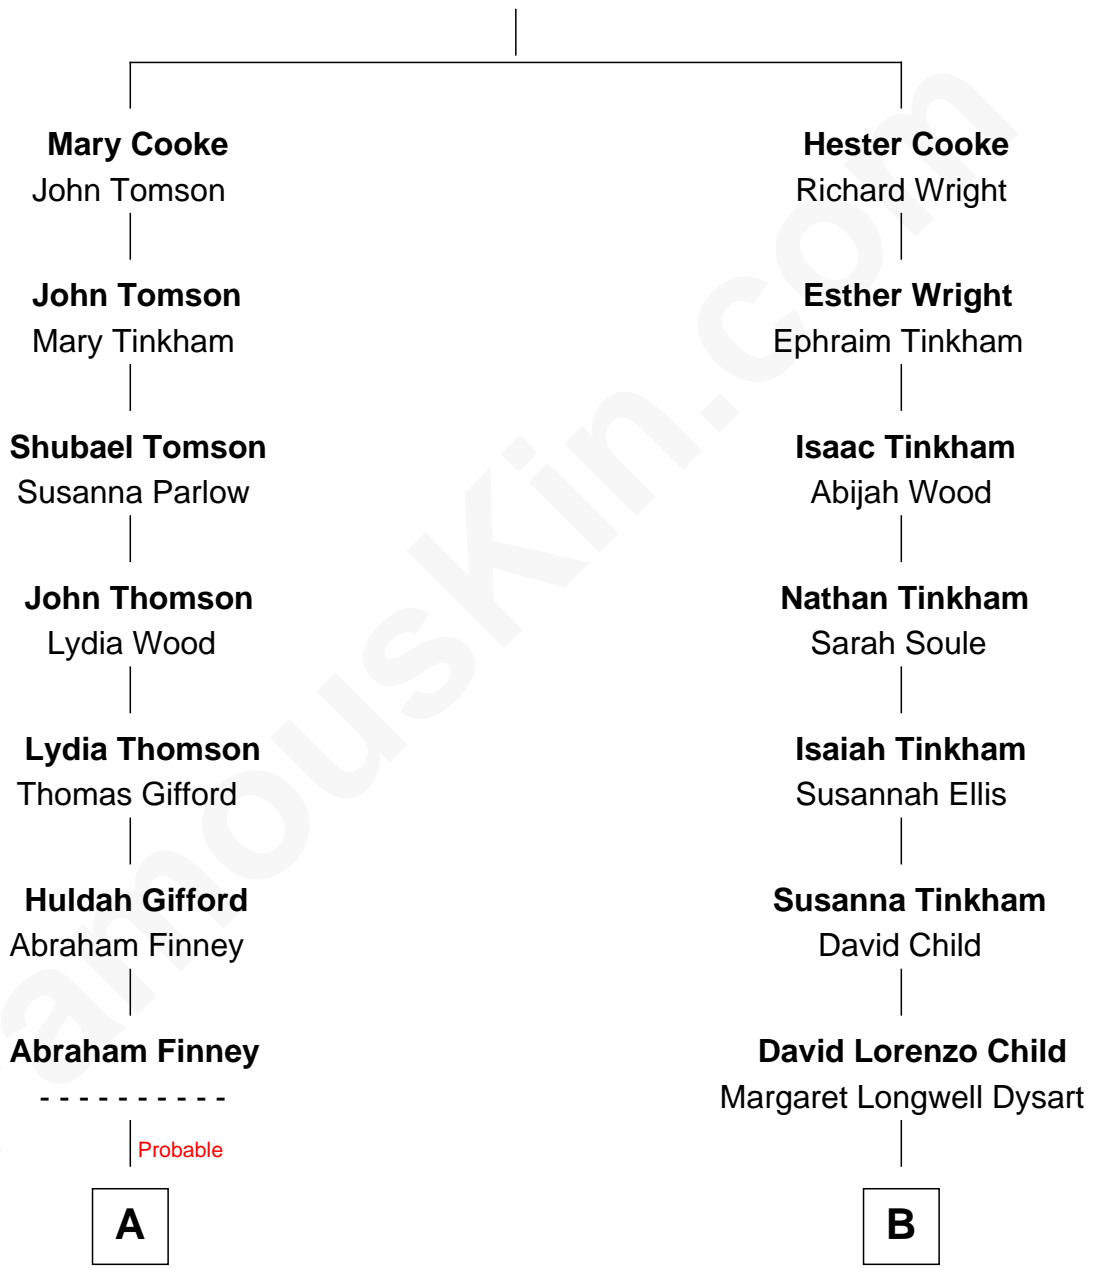 Mary Cooke
John Tomson
Hester Cooke
Richard Wright
John Tomson
Mary Tinkham
Esther Wright
Ephraim Tinkham
Shubael Tomson
Susanna Parlow
Isaac Tinkham
Abijah Wood
John Thomson
Lydia Wood
Nathan Tinkham
Sarah Soule
Lydia Thomson
Thomas Gifford
Isaiah Tinkham
Susannah Ellis
Huldah Gifford
Abraham Finney
Susanna Tinkham
David Child
Abraham Finney
- - - - - - - - - -
David Lorenzo Child
Margaret Longwell Dysart
Probable
A
B
famouskin.com